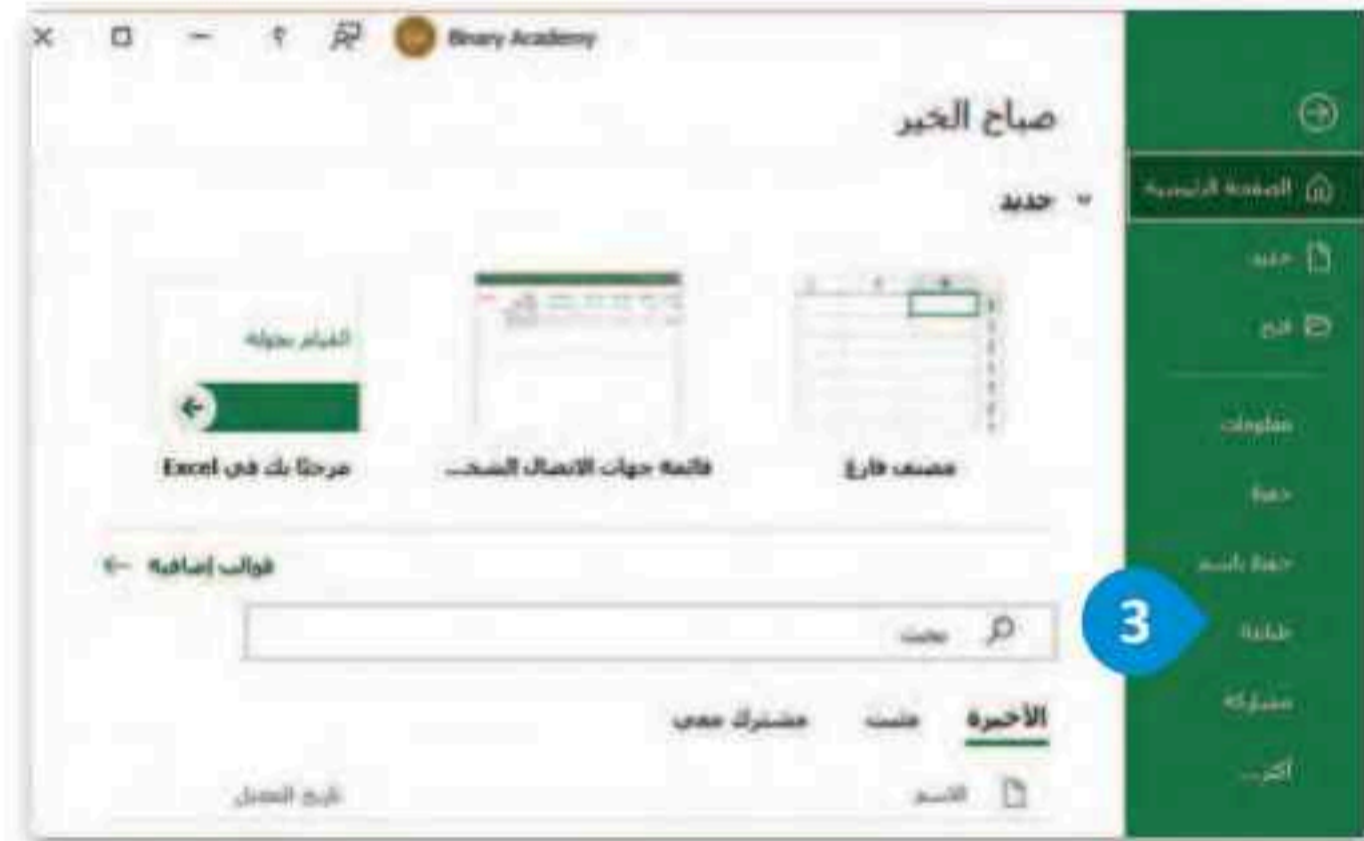 Binary Academy
صباح الخير
جديد
مصنف فارغ
قائمة جهات الاتصال الشخـ...
القيام بجولة
مرحبًا بك في Excel
قوالب إضافية
بحث
الأخيرة
مثبت
مشترك معي
الاسم
تاريخ التعديل
الصفحة الرئيسية
جديد
فتح
معلومات
حفظ
حفظ باسم
طباعة
مشاركة
أكثر...
3